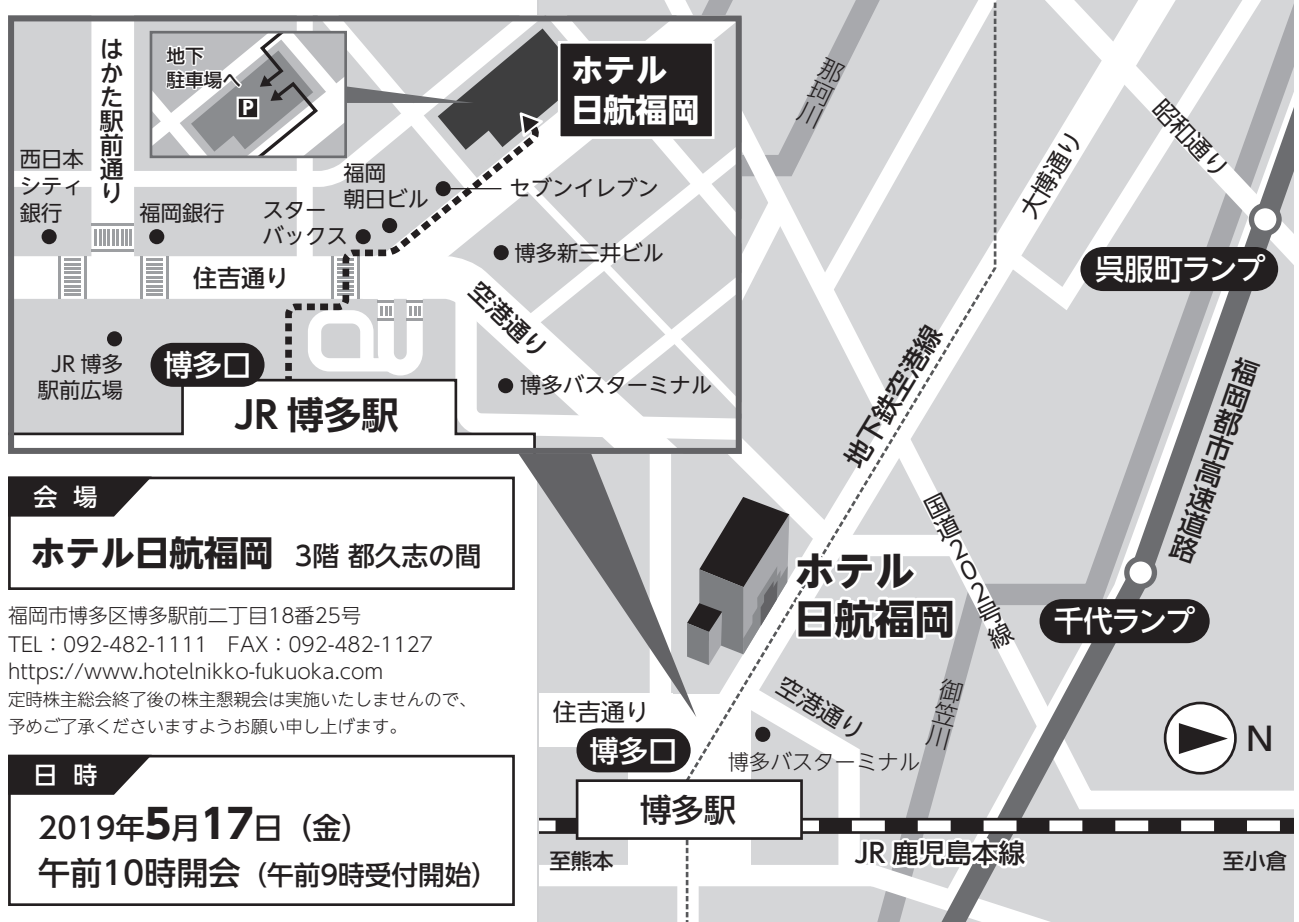 はかた駅前通り
地下
駐車場へ
P
ホテル
日航福岡
西日本
シティ
銀行
福岡銀行
スター
バックス
福岡
朝日ビル
セブンイレブン
博多新三井ビル
住吉通り
空港通り
JR 博多
駅前広場
博多口
博多バスターミナル
JR 博多駅
会 場
ホテル日航福岡 3階 都久志の間
福岡市博多区博多駅前二丁目18番25号
TEL：092-482-1111 FAX：092-482-1127
https://www.hotelnikko-fukuoka.com
定時株主総会終了後の株主懇親会は実施いたしませんので、
予めご了承くださいますようお願い申し上げます。
日 時
2019年5月17日（金）
午前10時開会（午前9時受付開始）
那珂川
昭和通り
大博通り
呉服町ランプ
地下鉄空港線
福岡都市高速道路
国道202号線
ホテル
日航福岡
千代ランプ
御笠川
空港通り
住吉通り
博多口
博多バスターミナル
N
博多駅
至熊本
JR 鹿児島本線
至小倉